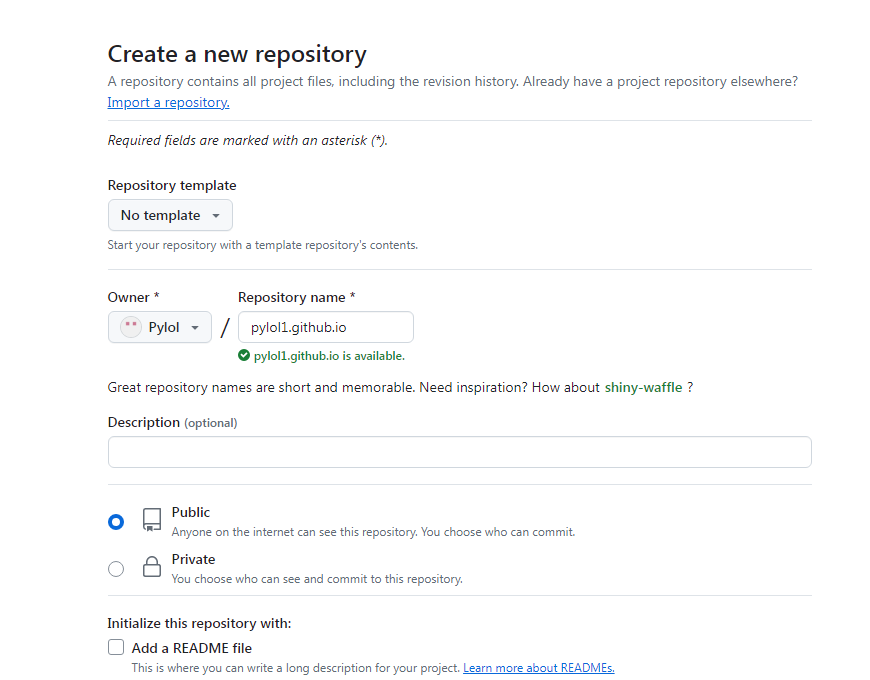 Create a new repository
A repository contains all project files, including the revision history. Already have a project repository elsewhere?
Import a repository.
Required fields are marked with an asterisk (*).
Repository template
No template
Start your repository with a template repository's contents.
Owner *
Repository name *
Pylol
/
pylol1.github.io
pylol1.github.io is available.
Great repository names are short and memorable. Need inspiration? How about shiny-waffle ?
Description (optional)
Public
Anyone on the internet can see this repository. You choose who can commit.
Private
You choose who can see and commit to this repository.
Initialize this repository with:
Add a README file
This is where you can write a long description for your project. Learn more about READMEs.